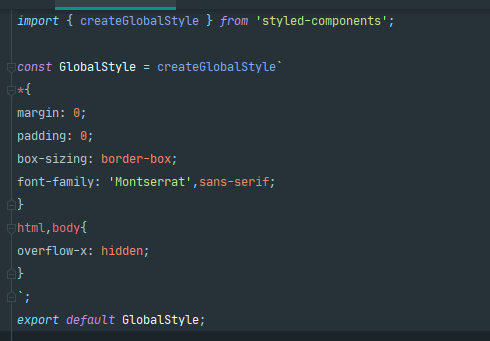 import { createGlobalStyle } from 'styled-components';
const GlobalStyle = createGlobalStyle`
*{
margin: 0;
padding: 0;
box-sizing: border-box;
font-family: 'Montserrat',sans-serif;
}
html,body{
overflow-x: hidden;
}
`;
export default GlobalStyle;